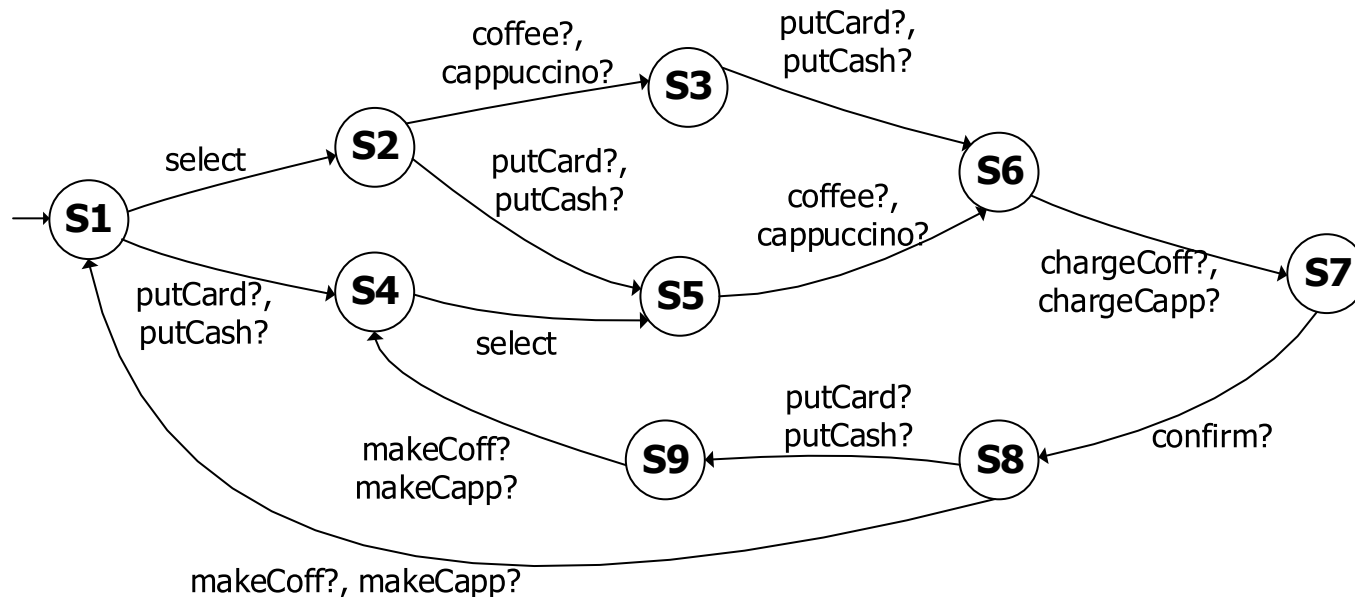 coffee?,
cappuccino?
putCard?,
putCash?
S3
S2
select
putCard?,
putCash?
S6
coffee?,
cappuccino?
S1
S4
putCard?,
putCash?
S5
select
chargeCoff?,
chargeCapp?
S7
putCard?
putCash?
confirm?
makeCoff?
makeCapp?
S9
S8
makeCoff?, makeCapp?